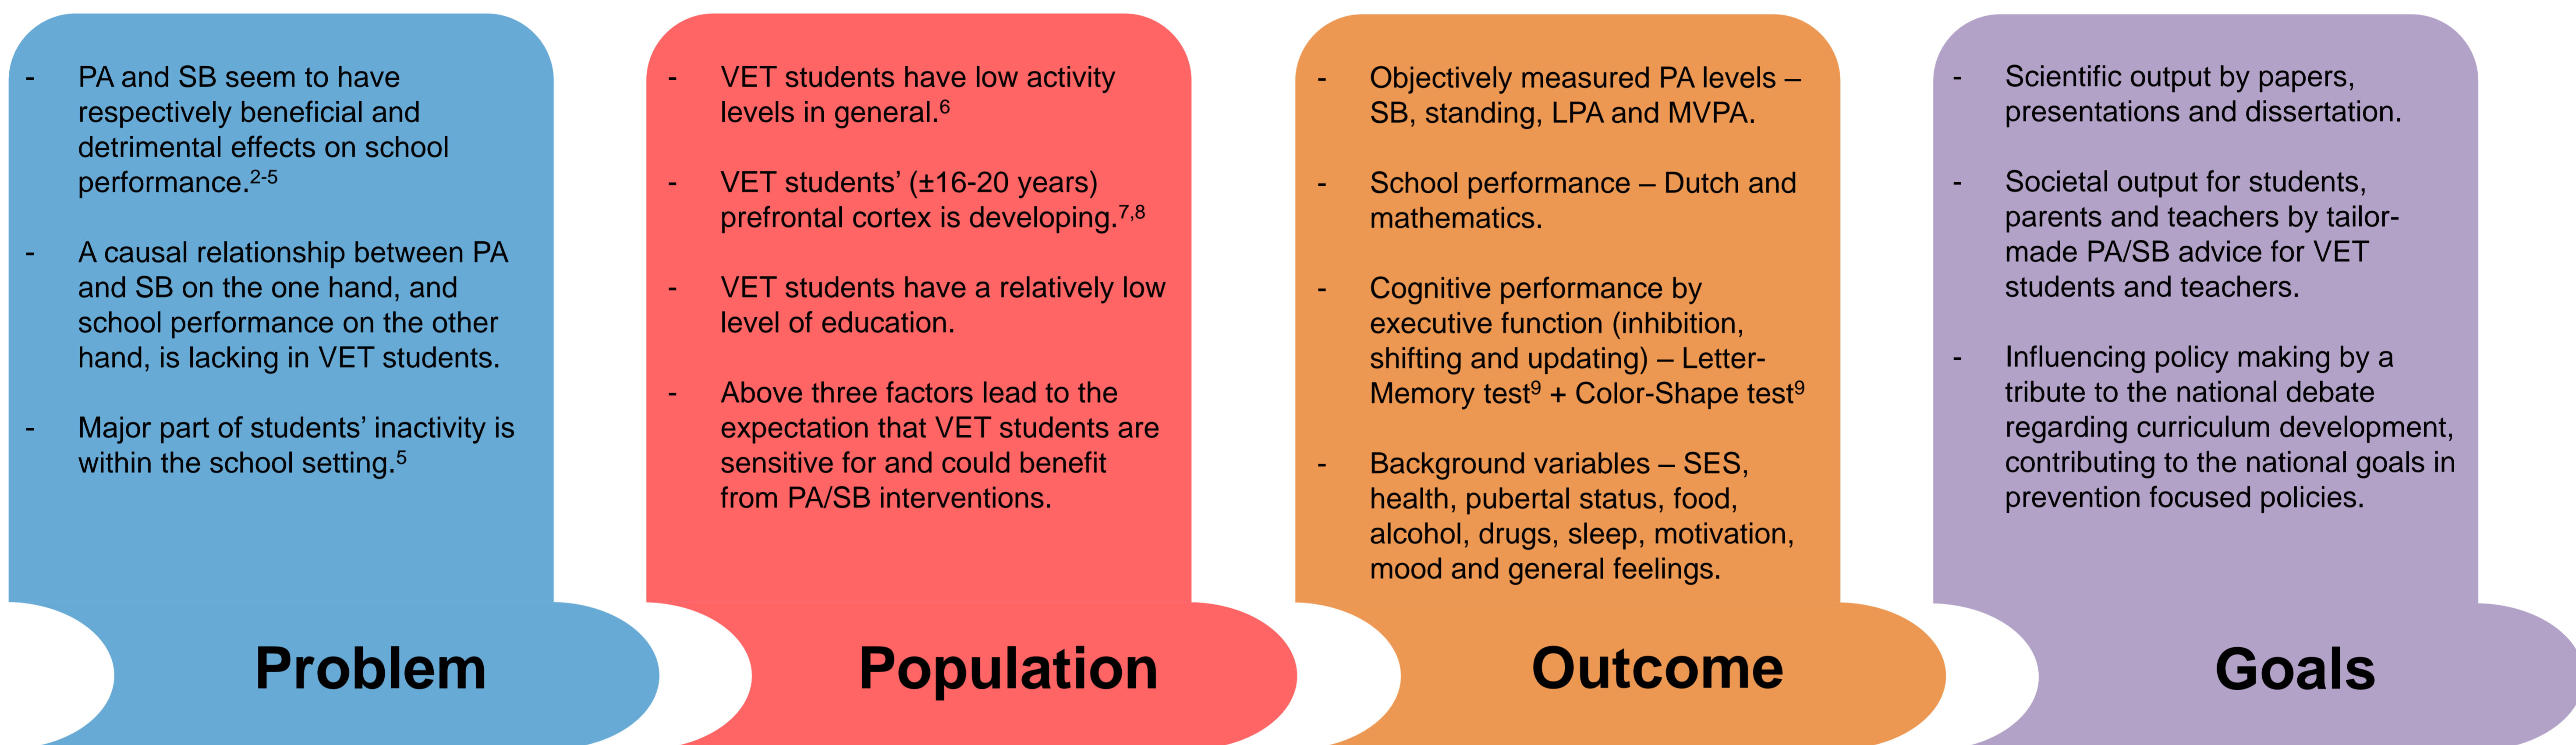 - PA and SB seem to have
respectively beneficial and
detrimental effects on school
performance.2-5
- A causal relationship between PA
and SB on the one hand, and
school performance on the other
hand, is lacking in VET students.
- Major part of students’ inactivity is
within the school setting.5
Problem
- VET students have low activity
levels in general.6
- VET students’ (±16-20 years)
prefrontal cortex is developing.7,8
- VET students have a relatively low
level of education.
- Above three factors lead to the
expectation that VET students are
sensitive for and could benefit
from PA/SB interventions.
Population
- Objectively measured PA levels –
SB, standing, LPA and MVPA.
- School performance – Dutch and
mathematics.
- Cognitive performance by
executive function (inhibition,
shifting and updating) – Letter-
Memory test9 + Color-Shape test9
- Background variables – SES,
health, pubertal status, food,
alcohol, drugs, sleep, motivation,
mood and general feelings.
Outcome
- Scientific output by papers,
presentations and dissertation.
- Societal output for students,
parents and teachers by tailor-
made PA/SB advice for VET
students and teachers.
- Influencing policy making by a
tribute to the national debate
regarding curriculum development,
contributing to the national goals in
prevention focused policies.
Goals